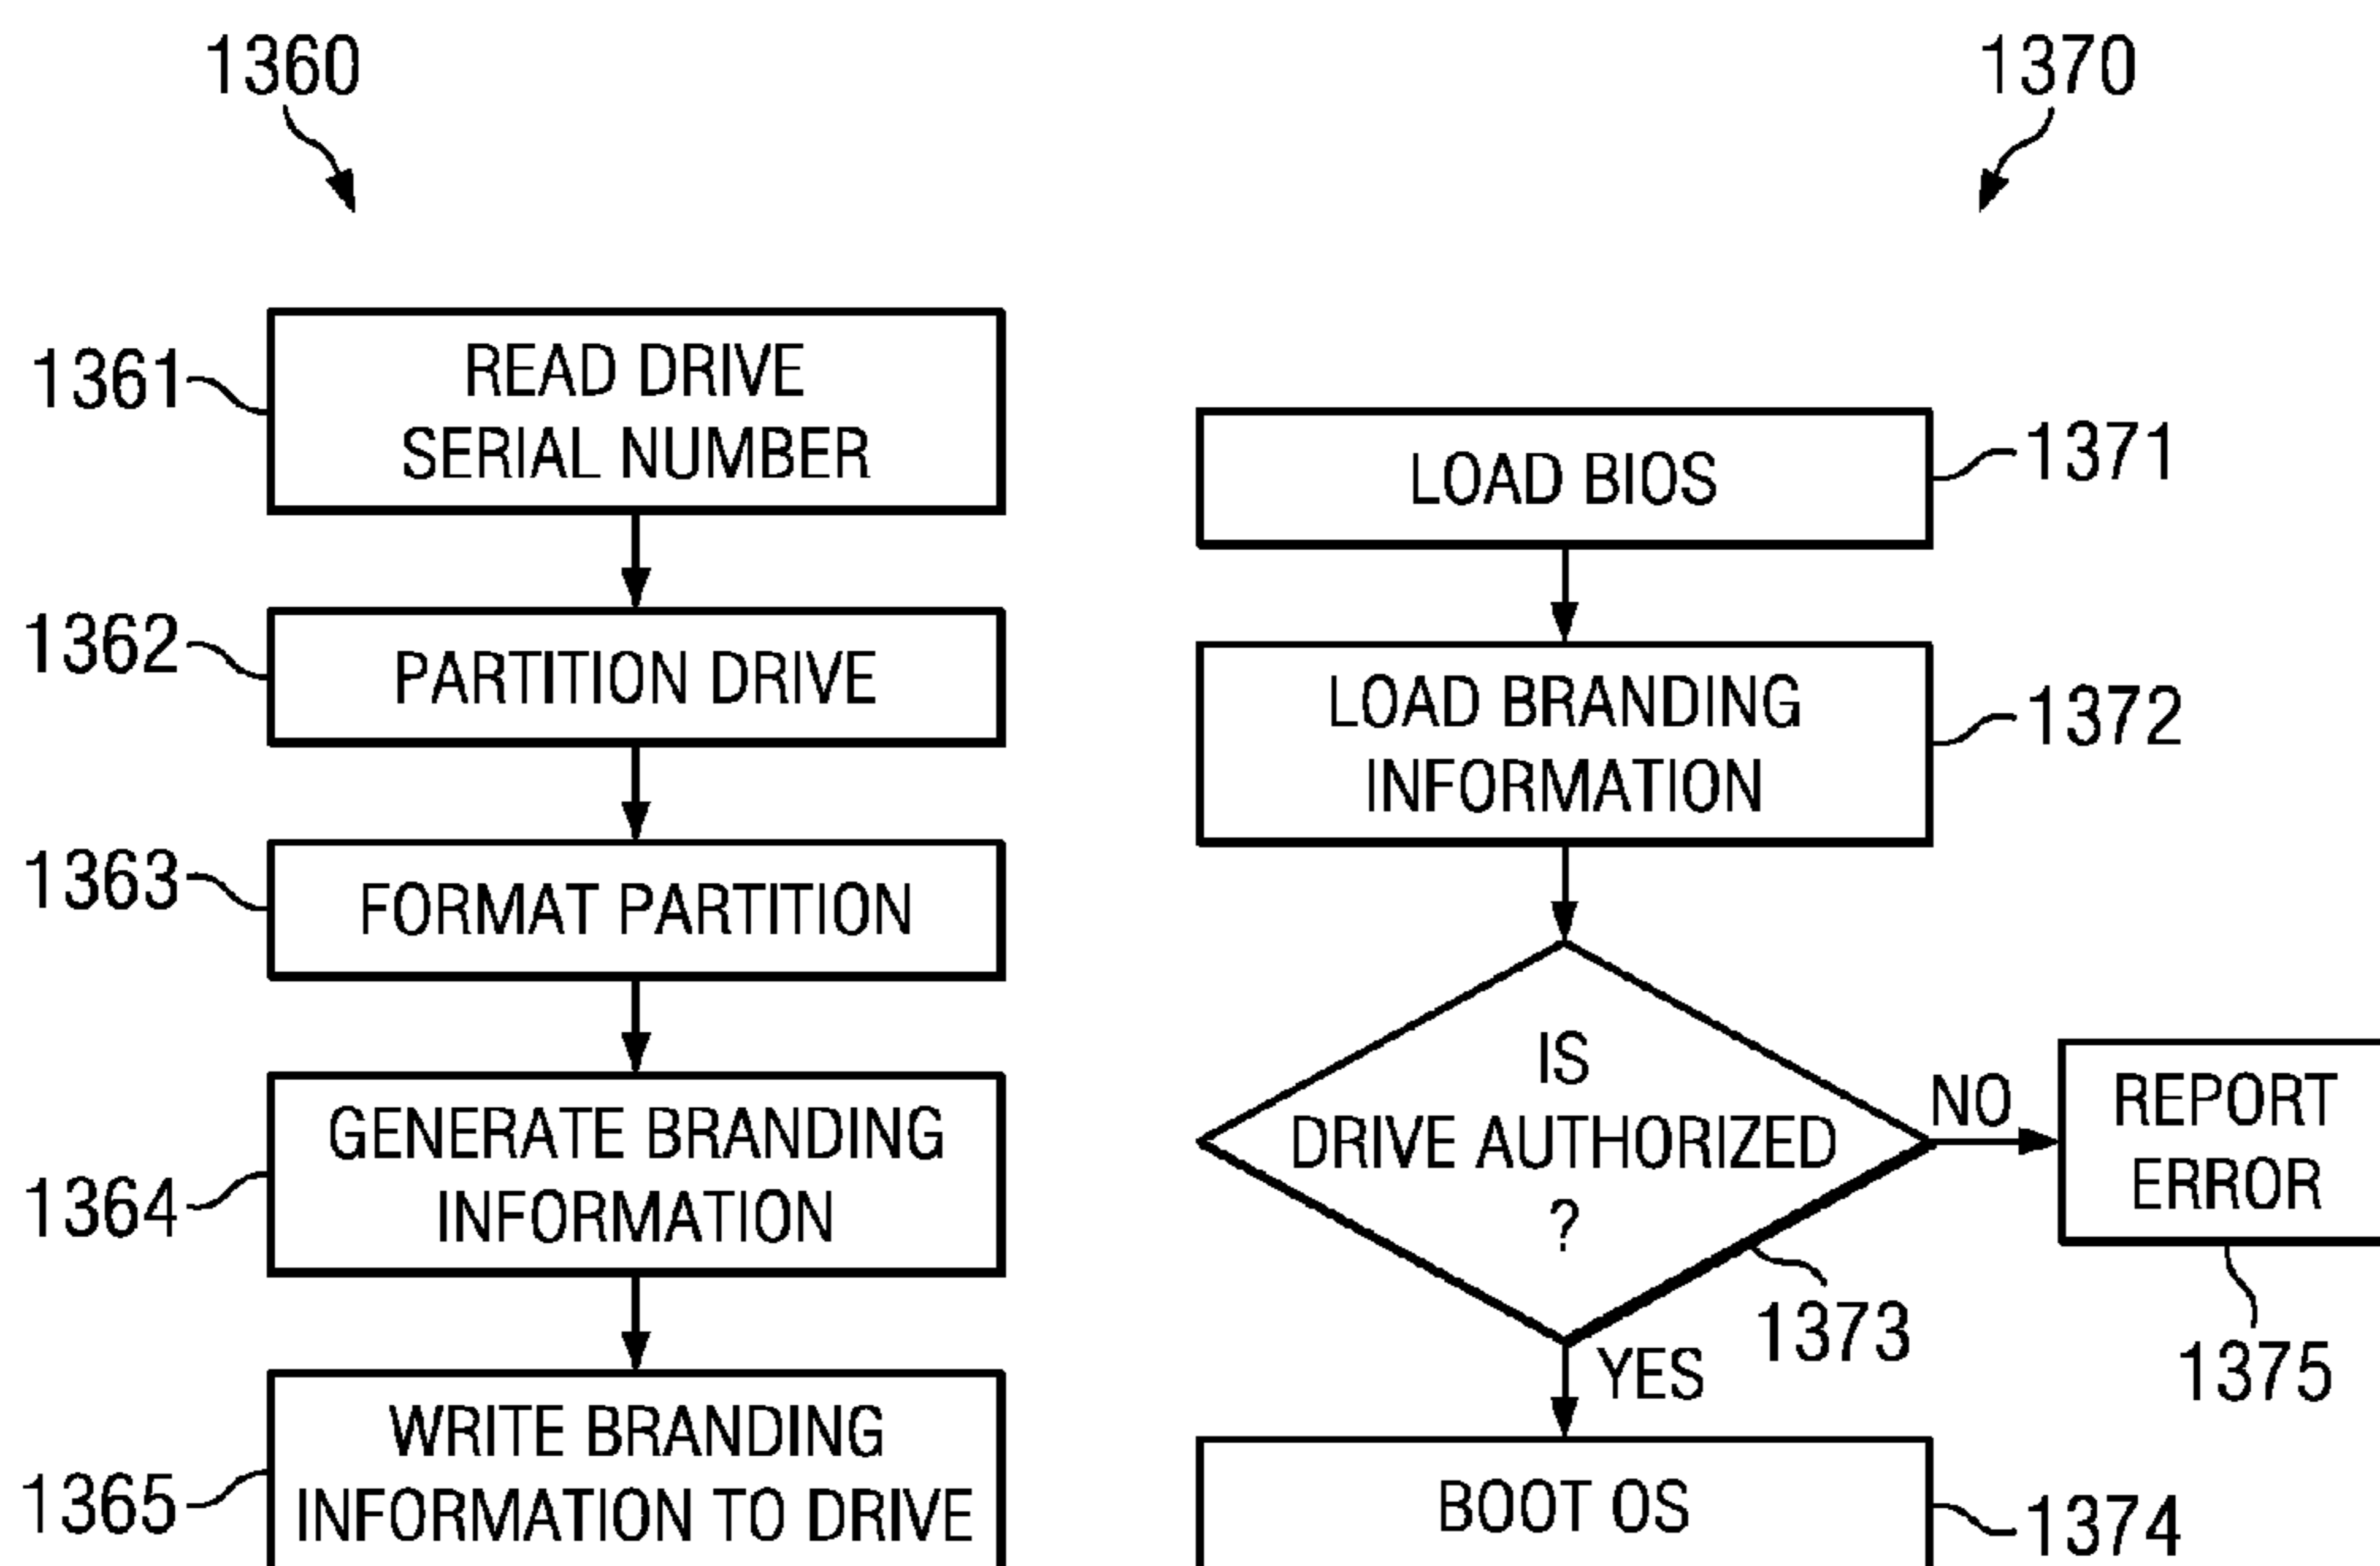 1360
1361
READ DRIVE
SERIAL NUMBER
1362
PARTITION DRIVE
1363
FORMAT PARTITION
1364
GENERATE BRANDING
INFORMATION
1365
WRITE BRANDING
INFORMATION TO DRIVE
1370
LOAD BIOS
1371
LOAD BRANDING
INFORMATION
1372
IS
DRIVE AUTHORIZED
?
1373
NO
REPORT
ERROR
1375
YES
BOOT OS
1374